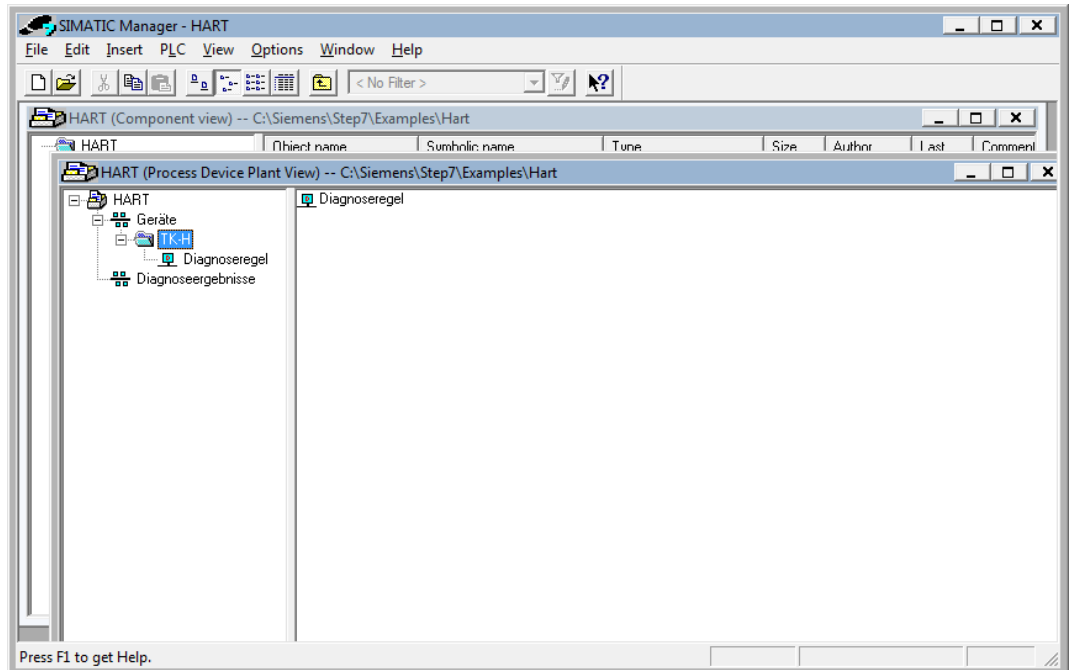 SIMATIC Manager - HART
File Edit Insert PLC View Options Window Help
< No Filter >
HART (Component view) -- C:\Siemens\Step7\Examples\Hart
HART Object name Symbolic name Type Size Author Last Comment
HART (Process Device Plant View) -- C:\Siemens\Step7\Examples\Hart
HART
Geräte
TK-H
Diagnoseregel
Diagnoseergebnisse
Diagnoseregel
Press F1 to get Help.